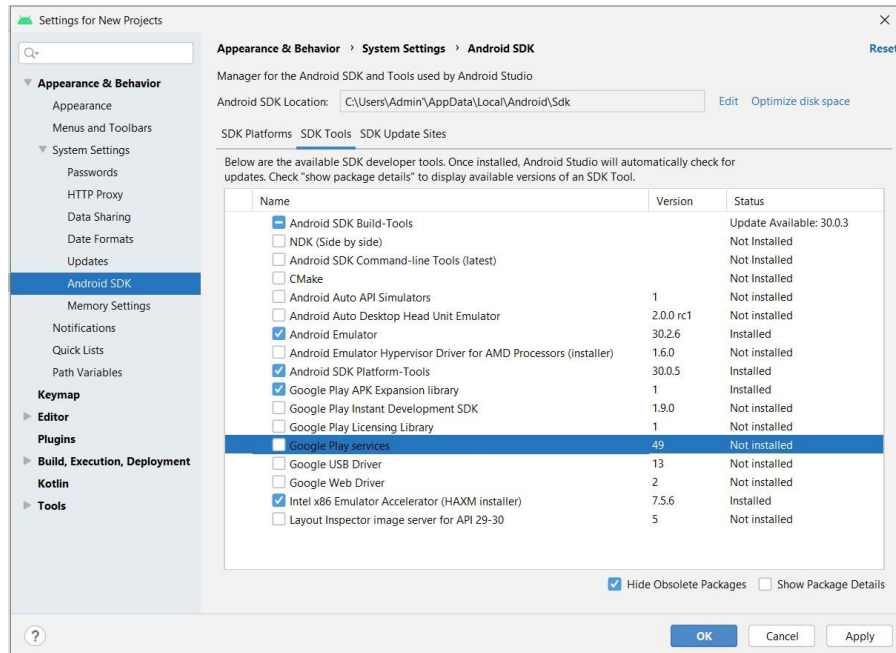 Settings for New Projects
Appearance & Behavior
Appearance
Menus and Toolbars
System Settings
Passwords
HTTP Proxy
Data Sharing
Date Formats
Updates
Android SDK
Memory Settings
Notifications
Quick Lists
Path Variables
Keymap
Editor
Plugins
Build, Execution, Deployment
Kotlin
Tools
Appearance & Behavior › System Settings › Android SDK Reset
Manager for the Android SDK and Tools used by Android Studio
Android SDK Location: C:\Users\Admin'\AppData\Local\Android\Sdk Edit Optimize disk space
SDK Platforms SDK Tools SDK Update Sites
Below are the available SDK developer tools. Once installed, Android Studio will automatically check for
updates. Check "show package details" to display available versions of an SDK Tool.
Name Version Status
Android SDK Build-Tools Update Available: 30.0.3
NDK (Side by side) Not Installed
Android SDK Command-line Tools (latest) Not Installed
CMake Not Installed
Android Auto API Simulators 1 Not installed
Android Auto Desktop Head Unit Emulator 2.0.0 rc1 Not installed
Android Emulator 30.2.6 Installed
Android Emulator Hypervisor Driver for AMD Processors (installer) 1.6.0 Not installed
Android SDK Platform-Tools 30.0.5 Installed
Google Play APK Expansion library 1 Installed
Google Play Instant Development SDK 1.9.0 Not installed
Google Play Licensing Library 1 Not installed
Google Play services 49 Not installed
Google USB Driver 13 Not installed
Google Web Driver 2 Not installed
Intel x86 Emulator Accelerator (HAXM installer) 7.5.6 Installed
Layout Inspector image server for API 29-30 5 Not installed
Hide Obsolete Packages Show Package Details
? OK Cancel Apply